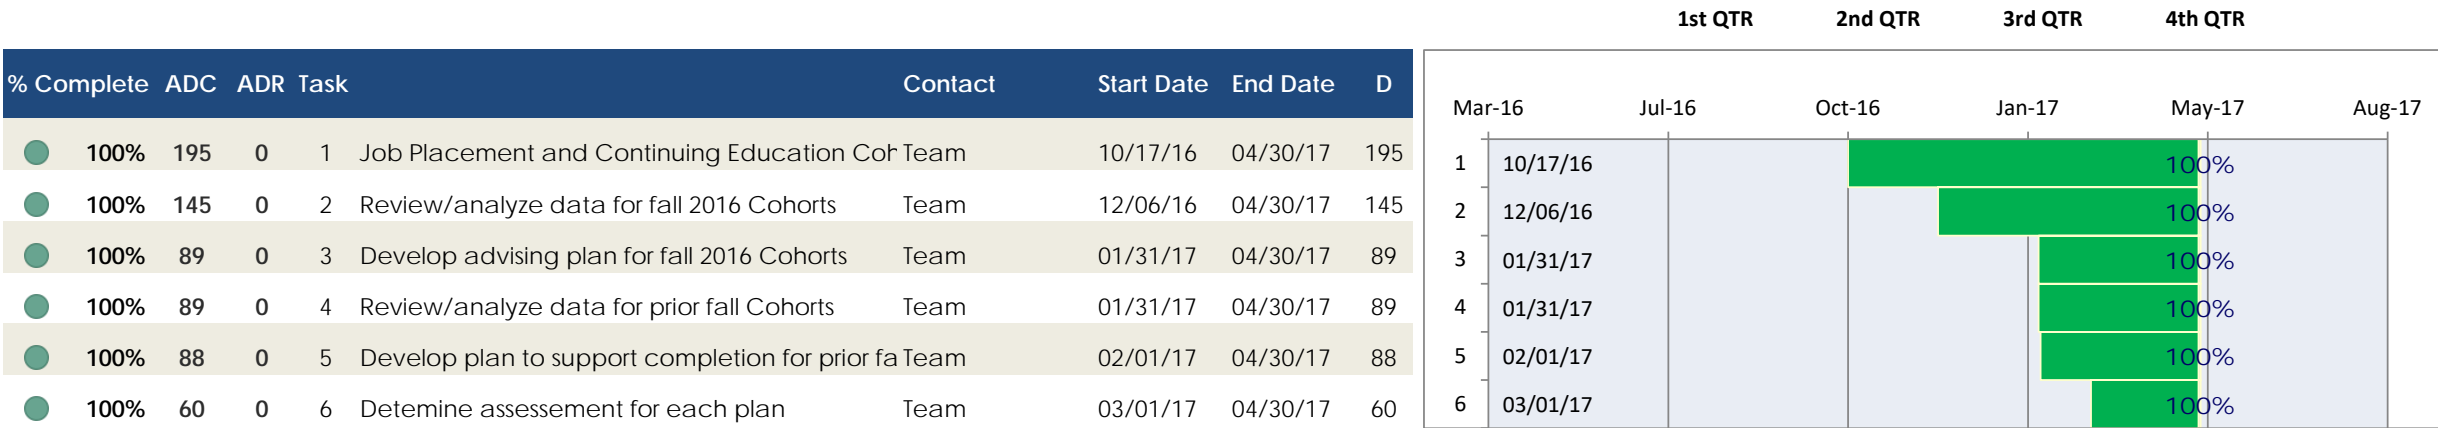 1st QTR 2nd QTR 3rd QTR 4th QTR
% Complete ADC ADR Task Contact Start Date End Date D
Mar-16 Jul-16 Oct-16 Jan-17 May-17 Aug-17
100% 195 0 1 Job Placement and Continuing Education Coh Team 10/17/16 04/30/17 195
1 10/17/16 100%
100% 145 0 2 Review/analyze data for fall 2016 Cohorts Team 12/06/16 04/30/17 145
2 12/06/16 100%
100% 89 0 3 Develop advising plan for fall 2016 Cohorts Team 01/31/17 04/30/17 89
3 01/31/17 100%
100% 89 0 4 Review/analyze data for prior fall Cohorts Team 01/31/17 04/30/17 89
4 01/31/17 100%
100% 88 0 5 Develop plan to support completion for prior fa Team 02/01/17 04/30/17 88
5 02/01/17 100%
100% 60 0 6 Detemine assessement for each plan Team 03/01/17 04/30/17 60
6 03/01/17 100%